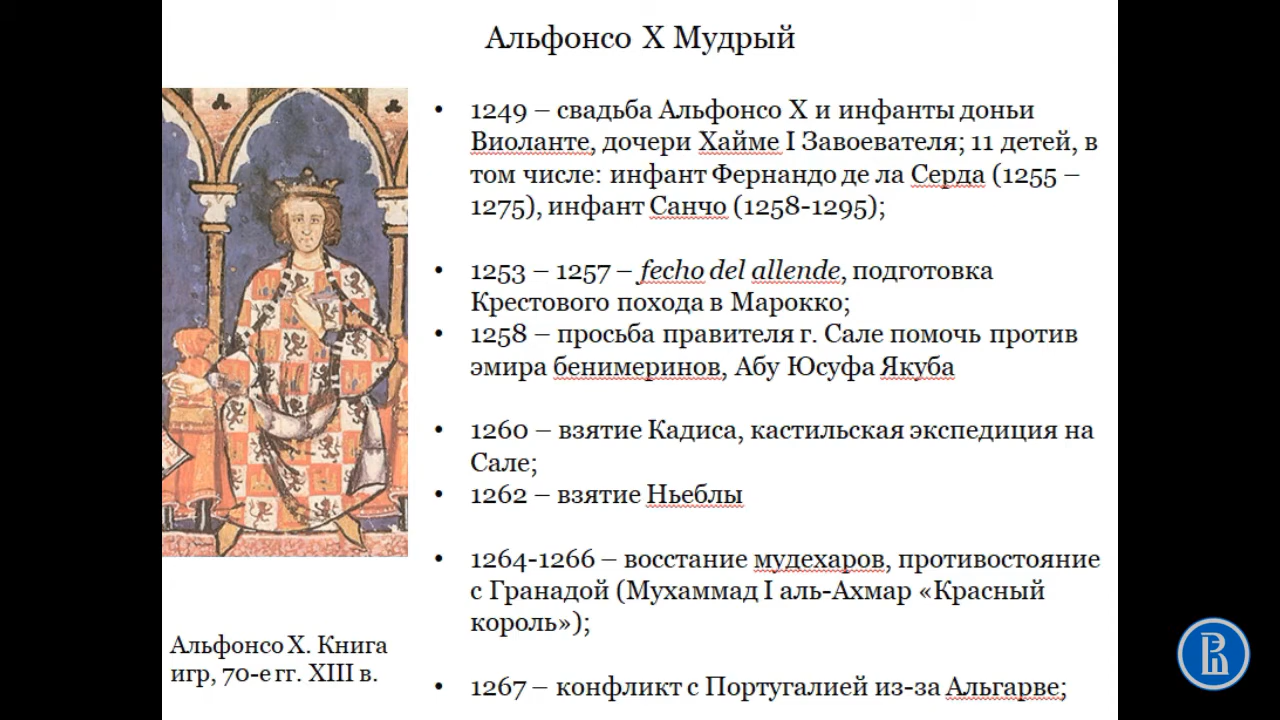 Альфонсо X Мудрый
• 1249 – свадьба Альфонсо X и инфанты доньи
Виоланте, дочери Хайме I Завоевателя; 11 детей, в
том числе: инфант Фернандо де ла Серда (1255 –
1275), инфант Санчо (1258-1295);
• 1253 – 1257 – fecho del allende, подготовка
Крестового похода в Марокко;
• 1258 – просьба правителя г. Сале помочь против
эмира бенимеринов, Абу Юсуфа Якуба
• 1260 – взятие Кадиса, кастильская экспедиция на
Сале;
• 1262 – взятие Ньеблы
• 1264-1266 – восстание мудехаров, противостояние
с Гранадой (Мухаммад I аль-Ахмар «Красный
король»);
• 1267 – конфликт с Португалией из-за Альгарве;
Альфонсо X. Книга
игр, 70-е гг. XIII в.